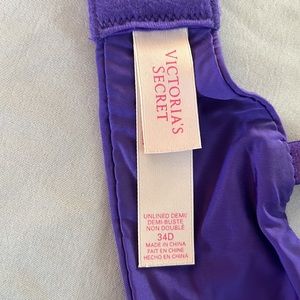 VICTORIA'S
SECRET
UNLINED DEMI/
DEMI-BUSTE
NON DOUBLÉ
34D
MADE IN CHINA
FAIT EN CHINE
HECHO EN CHINA